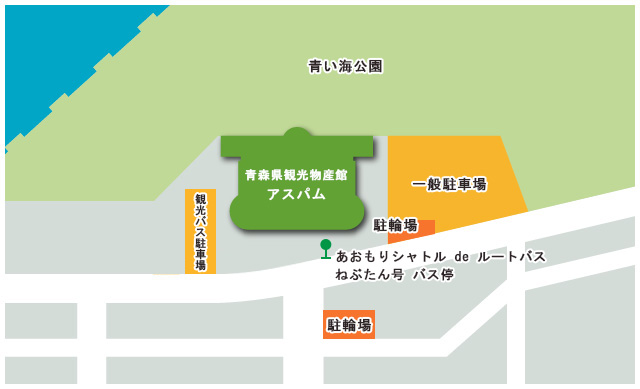 青い海公園
青森県観光物産館
アスパム
一般駐車場
観光バス駐車場
駐輪場
あおもりシャトル de ルートバス
ねぶたん号 バス停
駐輪場